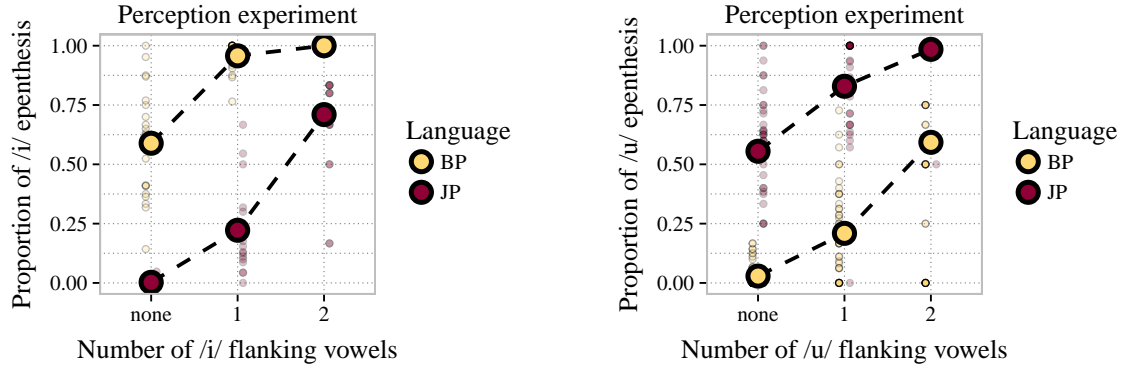 Perception experiment
Proportion of /i/ epenthesis
1.00
0.75
0.50
0.25
0.00
none 1 2
Number of /i/ flanking vowels
Language
BP
JP
Perception experiment
Proportion of /u/ epenthesis
1.00
0.75
0.50
0.25
0.00
none 1 2
Number of /u/ flanking vowels
Language
BP
JP